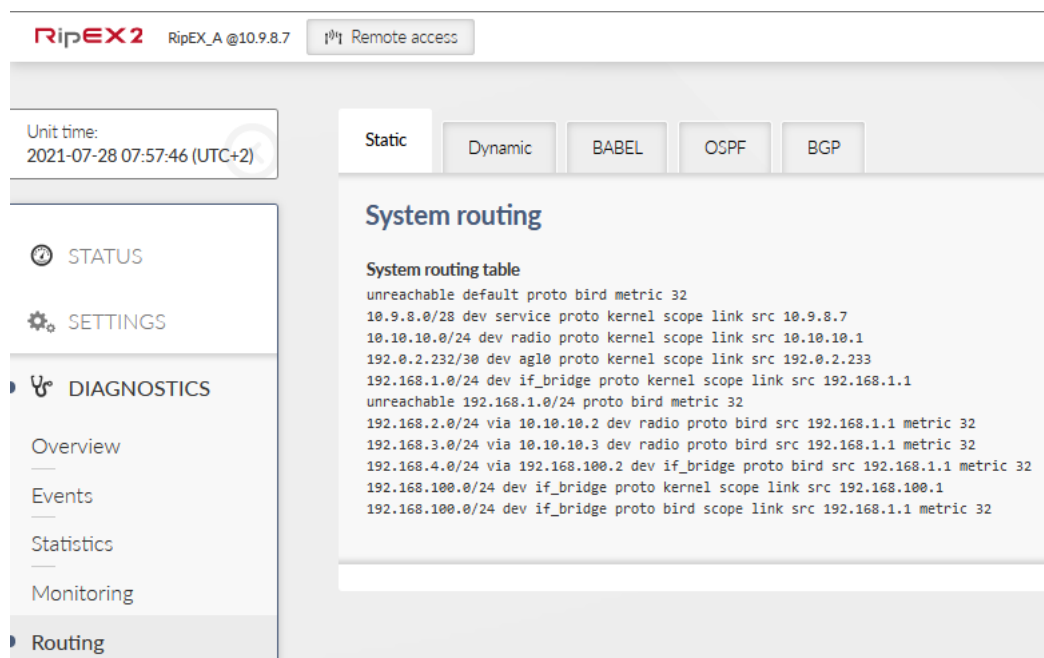 RipEX2 RipEX_A @10.9.8.7 Remote access
Unit time:
2021-07-28 07:57:46 (UTC+2)
STATUS
SETTINGS
DIAGNOSTICS
Overview
Events
Statistics
Monitoring
Routing
Static Dynamic BABEL OSPF BGP
System routing
System routing table
unreachable default proto bird metric 32
10.9.8.0/28 dev service proto kernel scope link src 10.9.8.7
10.10.10.0/24 dev radio proto kernel scope link src 10.10.10.1
192.0.2.232/30 dev agl0 proto kernel scope link src 192.0.2.233
192.168.1.0/24 dev if_bridge proto kernel scope link src 192.168.1.1
unreachable 192.168.1.0/24 proto bird metric 32
192.168.2.0/24 via 10.10.10.2 dev radio proto bird src 192.168.1.1 metric 32
192.168.3.0/24 via 10.10.10.3 dev radio proto bird src 192.168.1.1 metric 32
192.168.4.0/24 via 192.168.100.2 dev if_bridge proto bird src 192.168.1.1 metric 32
192.168.100.0/24 dev if_bridge proto kernel scope link src 192.168.100.1
192.168.100.0/24 dev if_bridge proto bird scope link src 192.168.1.1 metric 32